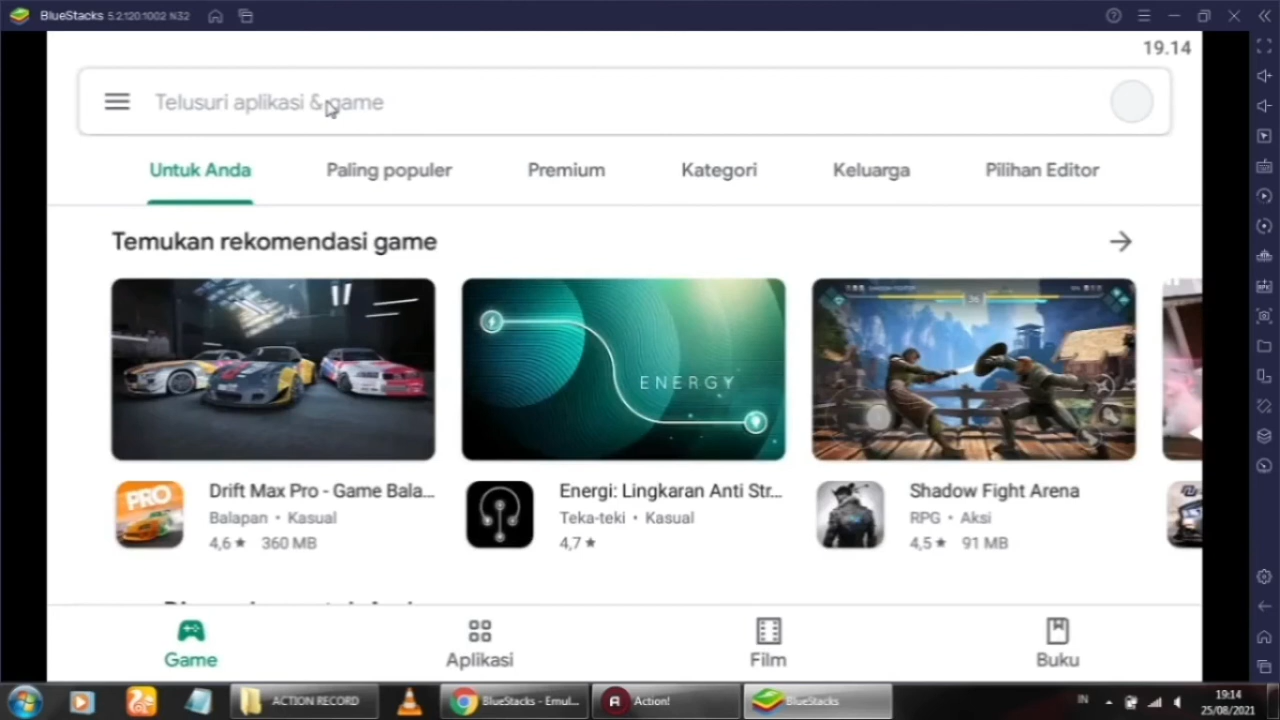 BlueStacks 5.2.120.1002 N32
19.14
Telusuri aplikasi & game
Untuk Anda
Paling populer
Premium
Kategori
Keluarga
Pilihan Editor
Temukan rekomendasi game
ENERGY
36
PRO
Drift Max Pro - Game Bala...
Balapan • Kasual
4,6 ★ 360 MB
Energi: Lingkaran Anti Str...
Teka-teki • Kasual
4,7 ★
Shadow Fight Arena
RPG • Aksi
4,5 ★ 91 MB
Game
Aplikasi
Film
Buku
ACTION RECORD
BlueStacks - Emul...
Action!
BlueStacks
IN
19:14
25/08/2021